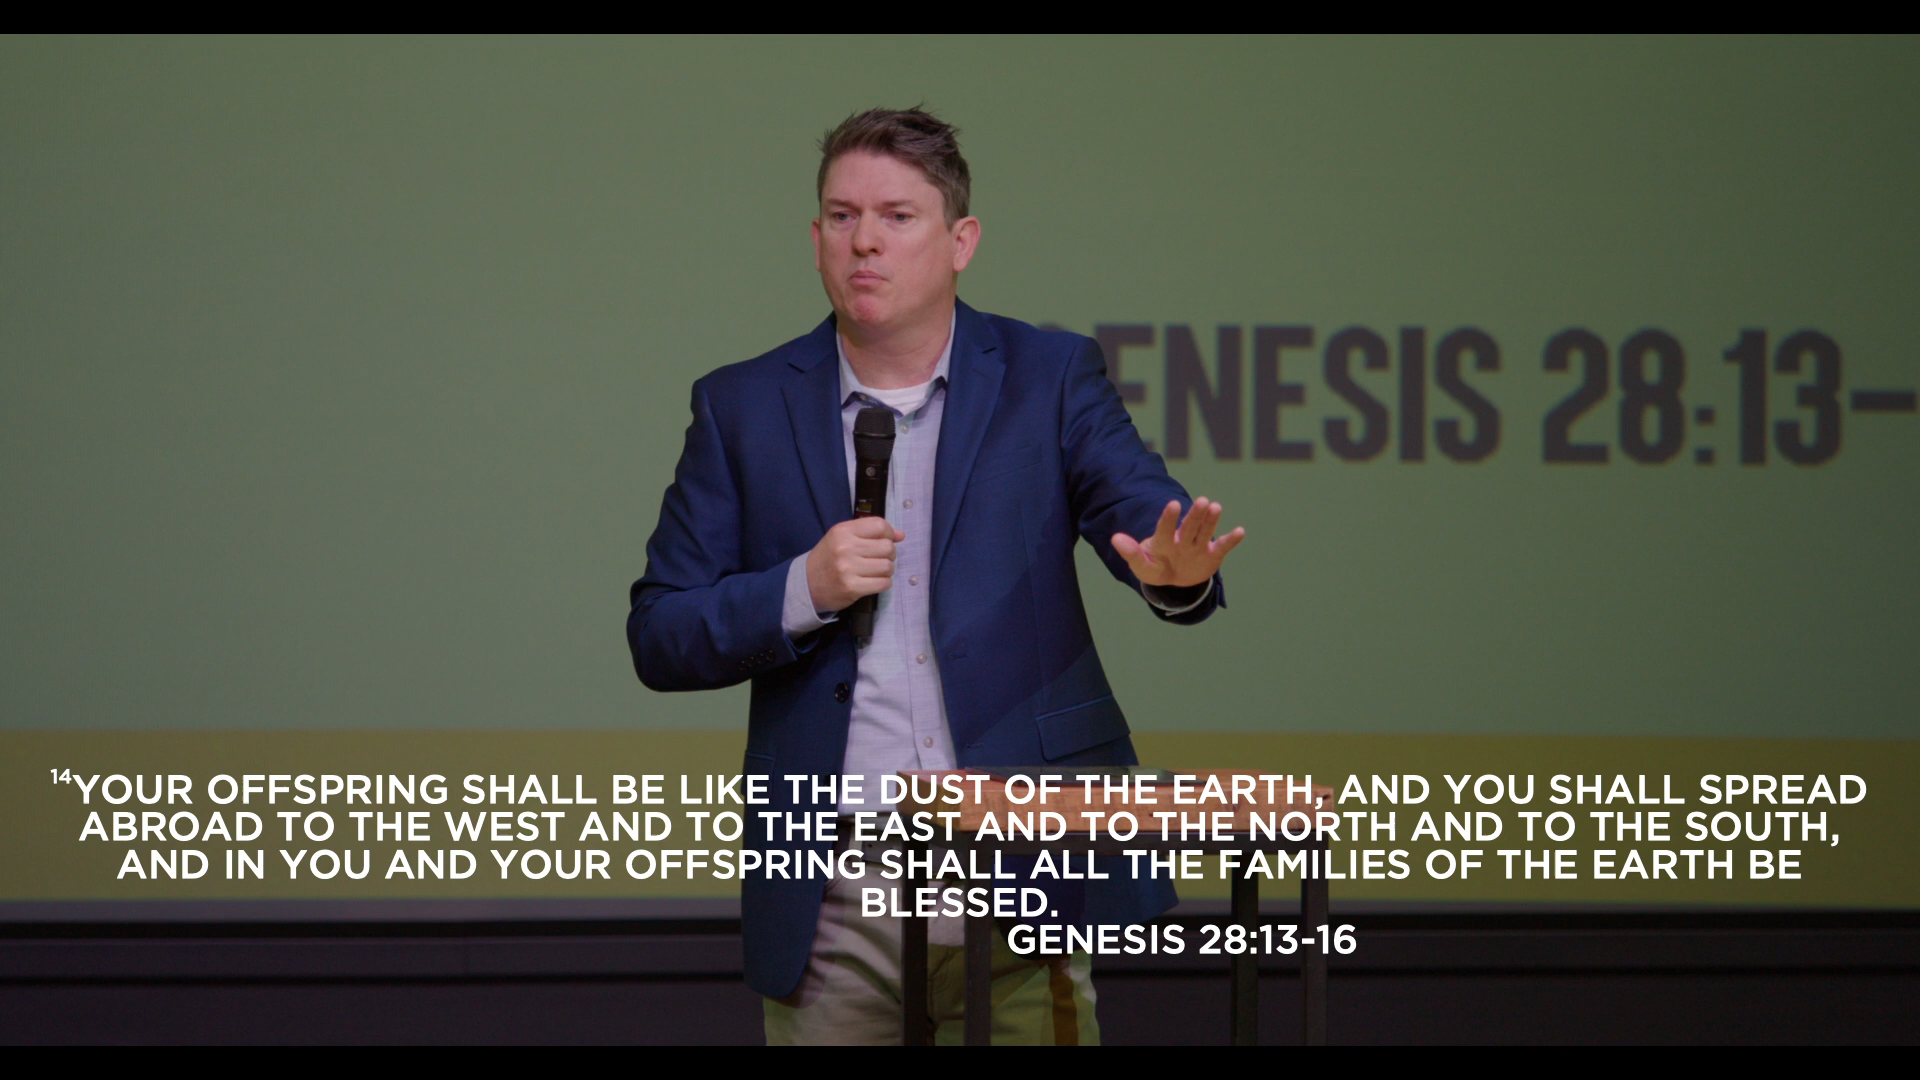 GENESIS 28:13-
¹⁴YOUR OFFSPRING SHALL BE LIKE THE DUST OF THE EARTH, AND YOU SHALL SPREAD
ABROAD TO THE WEST AND TO THE EAST AND TO THE NORTH AND TO THE SOUTH,
AND IN YOU AND YOUR OFFSPRING SHALL ALL THE FAMILIES OF THE EARTH BE
BLESSED.
GENESIS 28:13-16